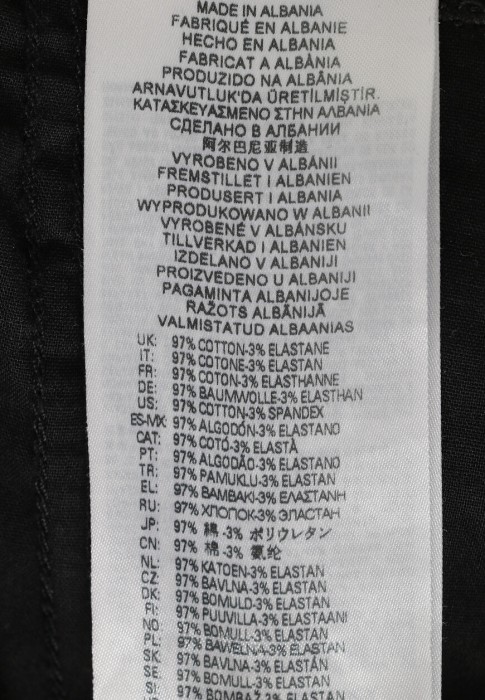 MADE IN ALBANIA
FABRIQUÉ EN ALBANIE
HECHO EN ALBANIA
FABRICAT A ALBÂNIA
PRODUZIDO NA ALBÂNIA
ARNAVUTLUK'DA ÜRETİLMİŞTİR.
ΚΑΤΑΣΚΕΥΑΣΜΕΝΟ ΣΤΗΝ ΑΛΒΑΝΙΑ
СДЕЛАНО В АЛБАНИИ
阿尔巴尼亚制造
VYROBENO V ALBÁNII
FREMSTILLET I ALBANIEN
PRODUSERT I ALBANIA
WYPRODUKOWANO W ALBANII
VYROBENÉ V ALBÁNSKU
TILLVERKAD I ALBANIEN
IZDELANO V ALBANIJI
PROIZVEDENO U ALBANIJI
PAGAMINTA ALBANIJOJE
RAŽOTS ALBĀNIJĀ
VALMISTATUD ALBAANIAS
UK: 97% COTTON-3% ELASTANE
IT: 97% COTONE-3% ELASTAN
FR: 97% COTON-3% ELASTHANNE
DE: 97% BAUMWOLLE-3% ELASTHAN
US: 97% COTTON-3% SPANDEX
ES-MX: 97% ALGODÓN-3% ELASTANO
CAT: 97% COTÓ-3% ELASTÀ
PT: 97% ALGODÃO-3% ELASTANO
TR: 97% PAMUKLU-3% ELASTAN
EL: 97% ΒΑΜΒΑΚΙ-3% ΕΛΑΣΤΑΝΗ
RU: 97% ХЛОПОК-3% ЭЛАСТАН
JP: 97% 綿 -3% ポリウレタン
CN: 97% 棉 -3% 氨纶
NL: 97% KATOEN-3% ELASTAN
CZ: 97% BAVLNA-3% ELASTAN
DK: 97% BOMULD-3% ELASTAN
FI: 97% PUUVILLA-3% ELASTAANI
NO: 97% BOMULL-3% ELASTAN
PL: 97% BAWEŁNA-3% ELASTAN
SK: 97% BAVLNA-3% ELASTÁN
SE: 97% BOMULL-3% ELASTAN
SI: 97% BOMBAŽ 3% ELASTAN